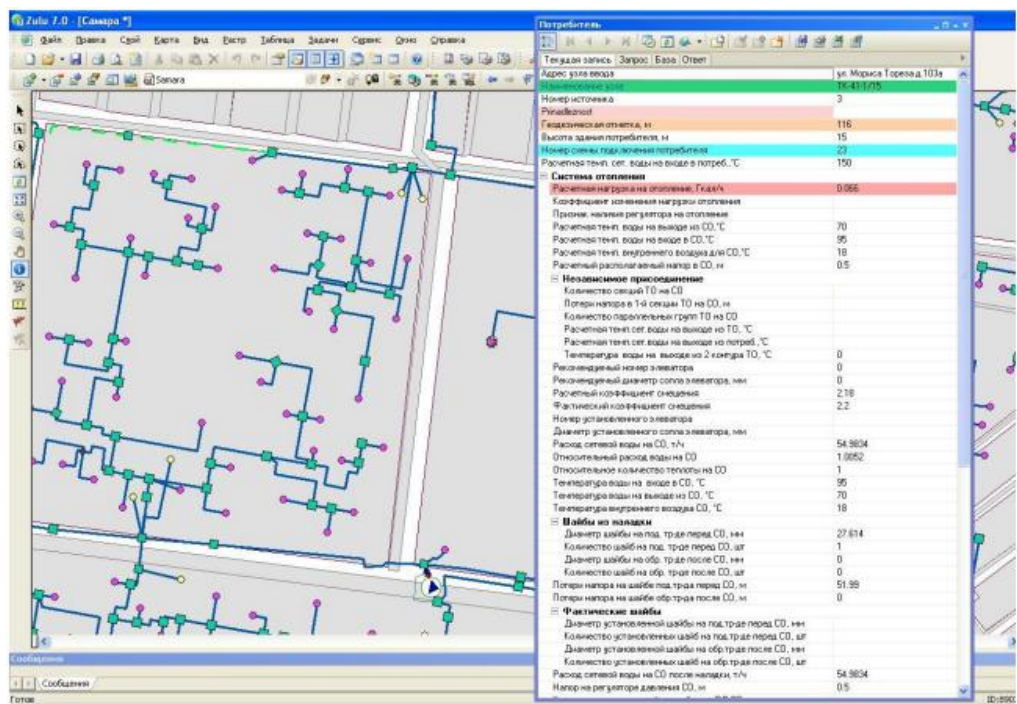 Zulu 7.0 - [Самара *]
Файл Правка Слой Карта Вид Растр Таблица Задачи Сервис Окно Справка
Samara
Потребитель
Текущая запись Запрос База Ответ
Адрес узла ввода ул. Мориса Тореза д.103а
Наименование узла ТК-41-1/15
Номер источника 3
Prinadleznost
Геодезическая отметка, м 116
Высота здания потребителя, м 15
Номер схемы подключения потребителя 23
Расчетная темп. сет. воды на входе в потреб.,°C 150
Система отопления
Расчетная нагрузка на отопление, Гкал/ч 0.066
Коэффициент изменения нагрузки отопления
Признак наличия регулятора на отопление
Расчетная темп. воды на выходе из СО,°C 70
Расчетная темп. воды на входе в СО,°C 95
Расчетная темп. внутреннего воздуха для СО,°C 18
Расчетный располагаемый напор в СО, м 0.5
Независимое присоединение
Количество секций ТО на СО
Потери напора в 1-й секции ТО на СО, м
Количество параллельных групп ТО на СО
Расчетная темп.сет.воды на выходе из ТО, °C
Расчетная темп.сет.воды на выходе из потреб.,°C
Температура воды на выходе из 2 контура ТО, °C 0
Рекомендуемый номер элеватора 0
Рекомендуемый диаметр сопла элеватора, мм 0
Расчетный коэффициент смешения 2.18
Фактический коэффициент смешения 2.2
Номер установленного элеватора
Диаметр установленного сопла элеватора, мм
Расход сетевой воды на СО, т/ч 54.9834
Относительный расход воды на СО 1.0052
Относительное количество теплоты на СО 1
Температура воды на входе в СО, °C 95
Температура воды на выходе из СО, °C 70
Температура внутреннего воздуха СО, °C 18
Шайбы из наладки
Диаметр шайбы на под. тр-де перед СО, мм 27.614
Количество шайб на под. тр-де перед СО, шт 1
Диаметр шайбы на обр. тр-де после СО, мм 0
Количество шайб на обр. тр-де после СО, шт 0
Потери напора на шайбе под.тр-да перед СО, м 51.99
Потери напора на шайбе обр.тр-да после СО, м 0
Фактические шайбы
Диаметр установленной шайбы на под.тр-де перед СО, мм
Количество установленных шайб на под.тр-де перед СО, шт
Диаметр установленной шайбы на обр.тр-де после СО, мм
Количество установленных шайб на обр.тр-де после СО, шт
Расход сетевой воды на СО после наладки, т/ч 54.9834
Напор на регуляторе давления СО, м 0.5
Сообщения
Сообщения
Готов